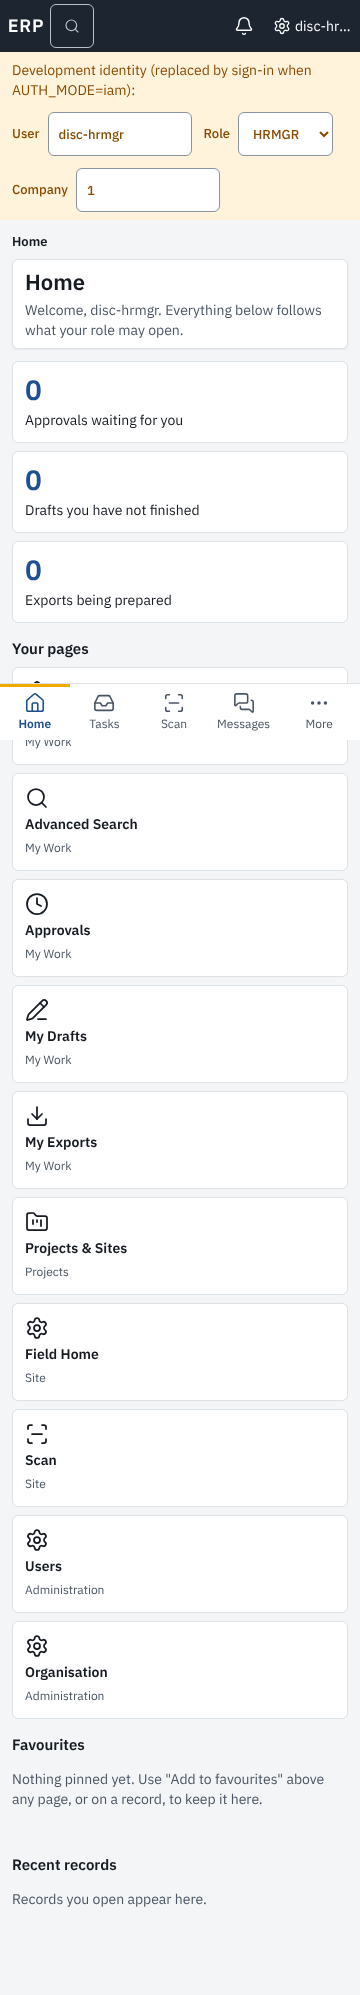 ERP
disc-hr...
Development identity (replaced by sign-in when
AUTH_MODE=iam):
User
disc-hrmgr
Role
HRMGR
Company
1
Home
Home
Welcome, disc-hrmgr. Everything below follows
what your role may open.
0
Approvals waiting for you
0
Drafts you have not finished
0
Exports being prepared
Your pages
Home
Tasks
Scan
Messages
More
My Work
Advanced Search
My Work
Approvals
My Work
My Drafts
My Work
My Exports
My Work
Projects & Sites
Projects
Field Home
Site
Scan
Site
Users
Administration
Organisation
Administration
Favourites
Nothing pinned yet. Use "Add to favourites" above
any page, or on a record, to keep it here.
Recent records
Records you open appear here.